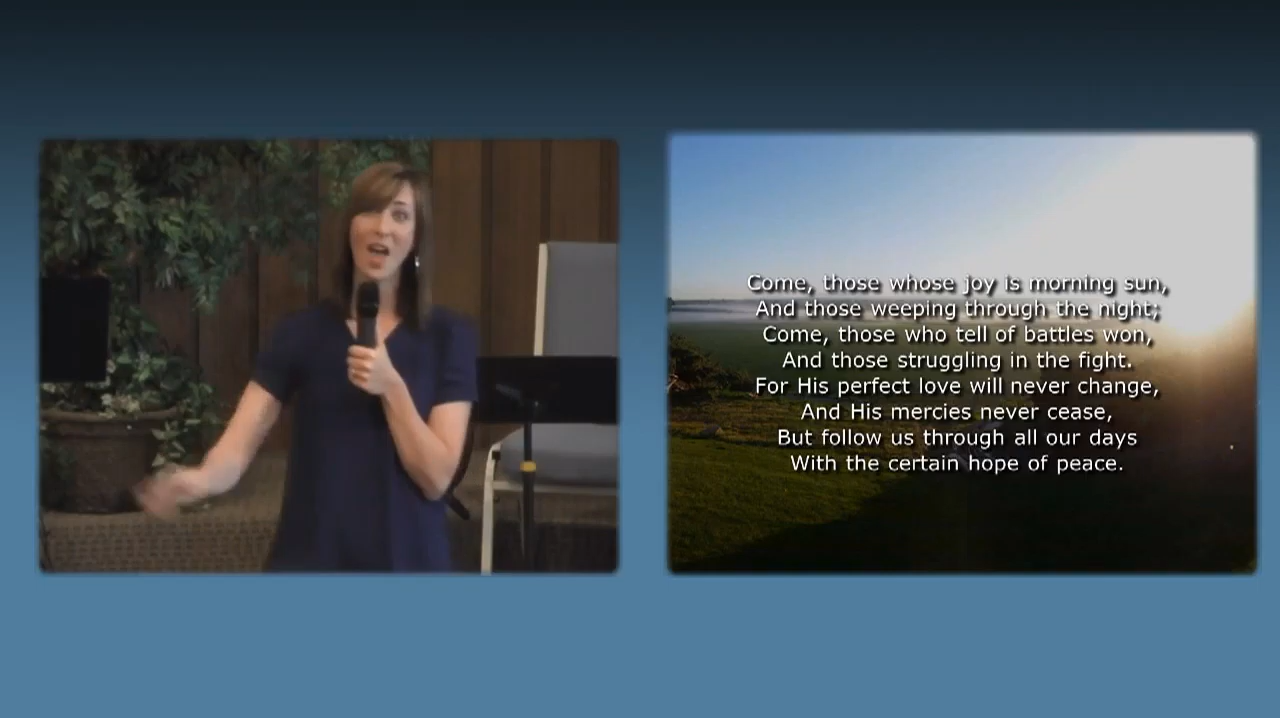 Come, those whose joy is morning sun,
And those weeping through the night;
Come, those who tell of battles won,
And those struggling in the fight.
For His perfect love will never change,
And His mercies never cease,
But follow us through all our days
With the certain hope of peace.